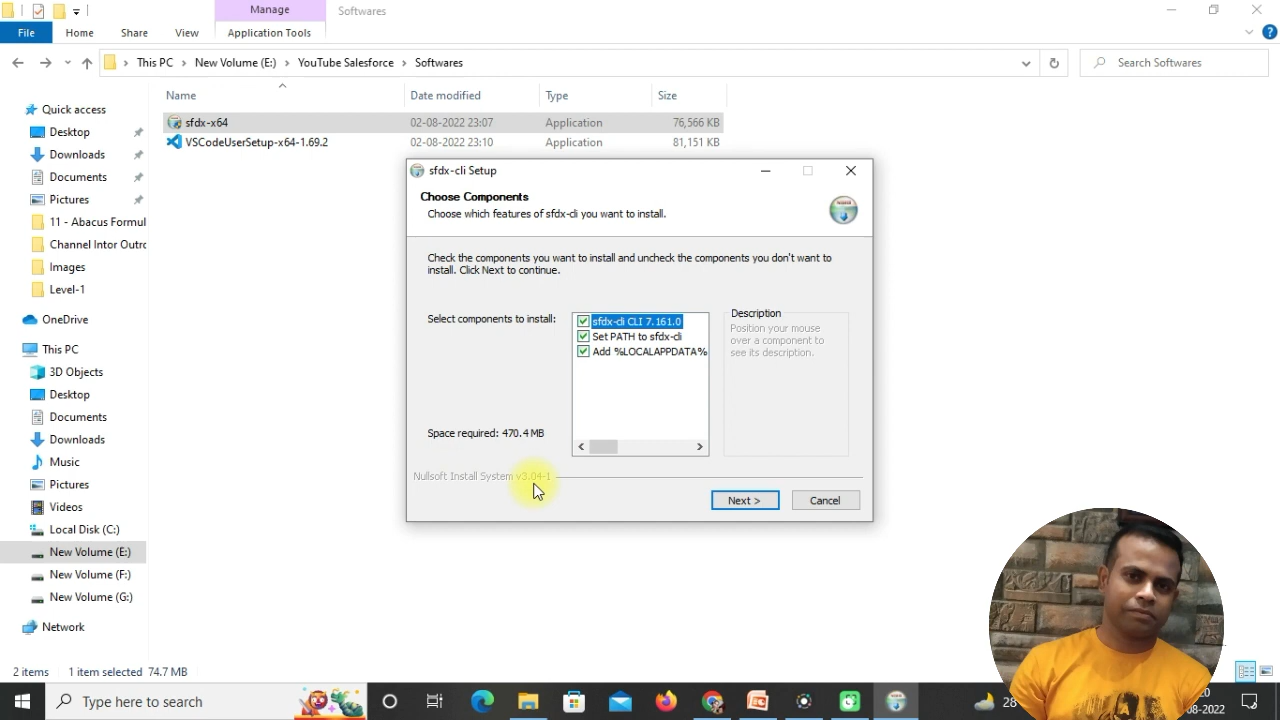 Manage
Softwares
File
Home
Share
View
Application Tools
This PC
New Volume (E:)
YouTube Salesforce
Softwares
Search Softwares
Name
Date modified
Type
Size
sfdx-x64
02-08-2022 23:07
Application
76,566 KB
VSCodeUserSetup-x64-1.69.2
02-08-2022 23:10
Application
81,151 KB
Quick access
Desktop
Downloads
Documents
Pictures
11 - Abacus Formul
Channel Intor Outro
Images
Level-1
OneDrive
This PC
3D Objects
Desktop
Documents
Downloads
Music
Pictures
Videos
Local Disk (C:)
New Volume (E:)
New Volume (F:)
New Volume (G:)
Network
sfdx-cli Setup
Choose Components
Choose which features of sfdx-cli you want to install.
Check the components you want to install and uncheck the components you don't want to
install. Click Next to continue.
Select components to install:
sfdx-cli CLI 7.161.0
Set PATH to sfdx-cli
Add %LOCALAPPDATA%
Description
Position your mouse
over a component to
see its description.
Space required: 470.4 MB
Nullsoft Install System v3.04-1
Next >
Cancel
2 items
1 item selected 74.7 MB
Type here to search
28
20
08-2022